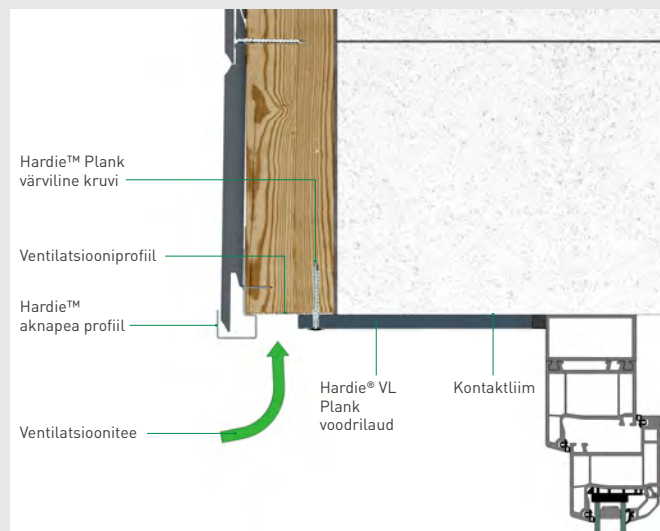 Hardie™ Plank
värviline kruvi
Ventilatsiooniprofiil
Hardie™
aknapea profiil
Hardie® VL
Plank
voodrilaud
Kontaktliim
Ventilatsioonitee